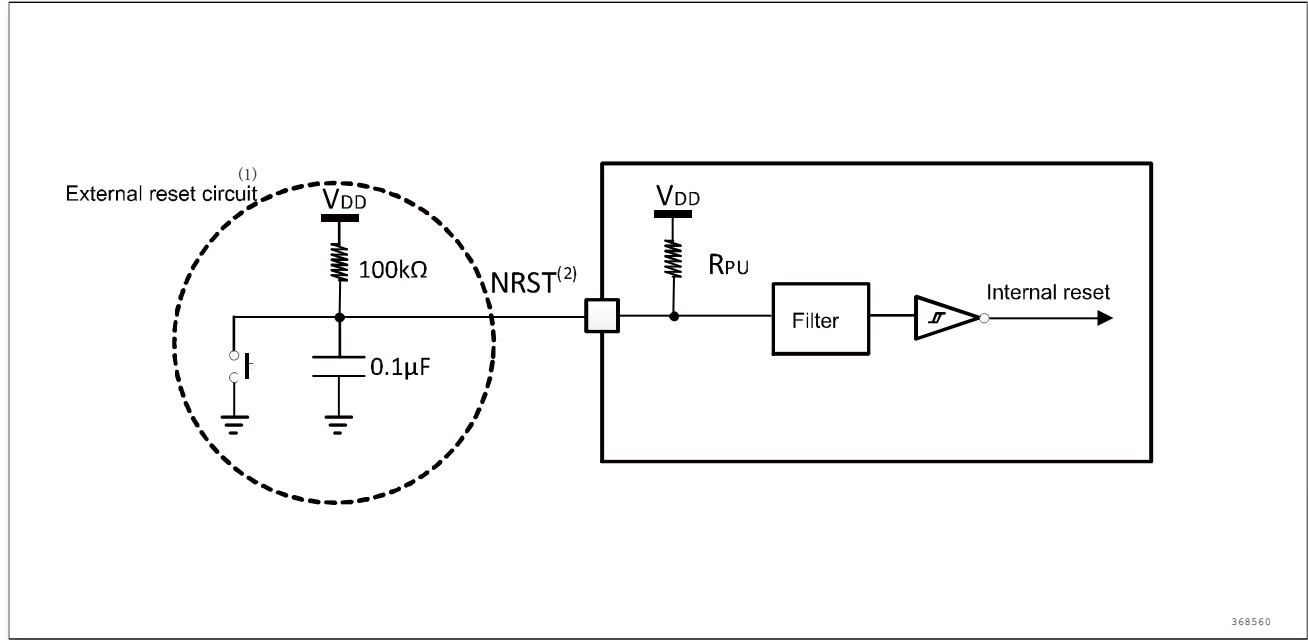 (1)
External reset circuit
VDD
100kΩ
0.1μF
NRST(2)
VDD
RPU
Filter
Internal reset
368560